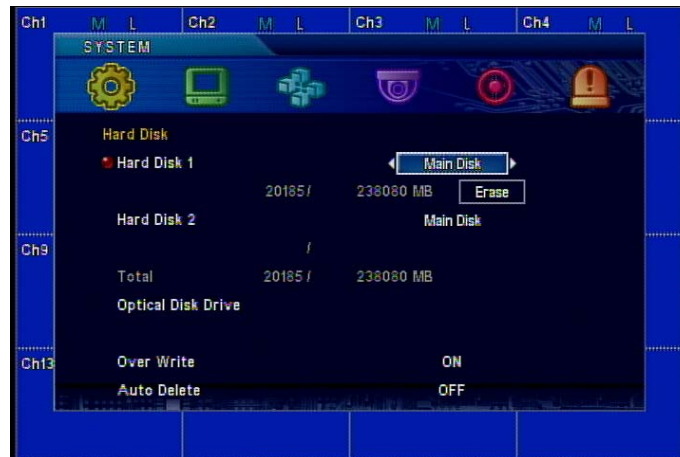 Ch1 M L Ch2 M L Ch3 M L Ch4 M L
SYSTEM
Ch5
Hard Disk
Hard Disk 1 Main Disk
20185 / 238080 MB Erase
Hard Disk 2 Main Disk
Ch9
/
Total 20185 / 238080 MB
Optical Disk Drive
Ch13
Over Write ON
Auto Delete OFF